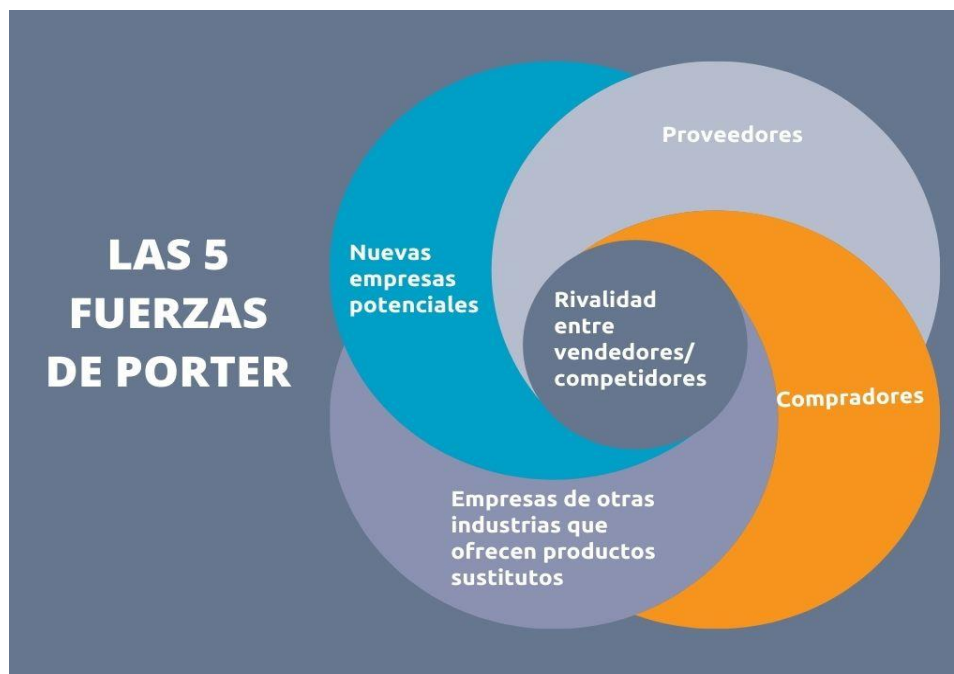 LAS 5
FUERZAS
DE PORTER
Nuevas
empresas
potenciales
Proveedores
Rivalidad
entre
vendedores/
competidores
Compradores
Empresas de otras
industrias que
ofrecen productos
sustitutos